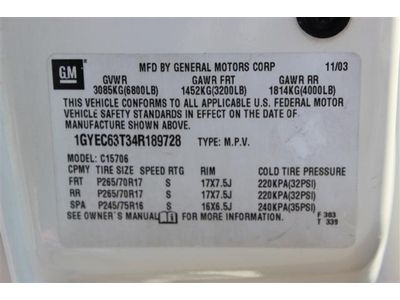 GM
MFD BY GENERAL MOTORS CORP 11/03
GVWR GAWR FRT GAWR RR
3085KG(6800LB) 1452KG(3200LB) 1814KG(4000LB)
THIS VEHICLE CONFORMS TO ALL APPLICABLE U.S. FEDERAL MOTOR
VEHICLE SAFETY STANDARDS IN EFFECT ON THE DATE OF
MANUFACTURE SHOWN ABOVE.
1GYEC63T34R189728 TYPE: M.P.V.
MODEL: C15706
CPMY TIRE SIZE SPEED RTG RIM COLD TIRE PRESSURE
FRT P265/70R17 S 17X7.5J 220KPA(32PSI)
RR P265/70R17 S 17X7.5J 220KPA(32PSI)
SPA P245/75R16 S 16X6.5J 240KPA(35PSI)
SEE OWNER'S MANUAL FOR MORE INFORMATION. F 303
T 339